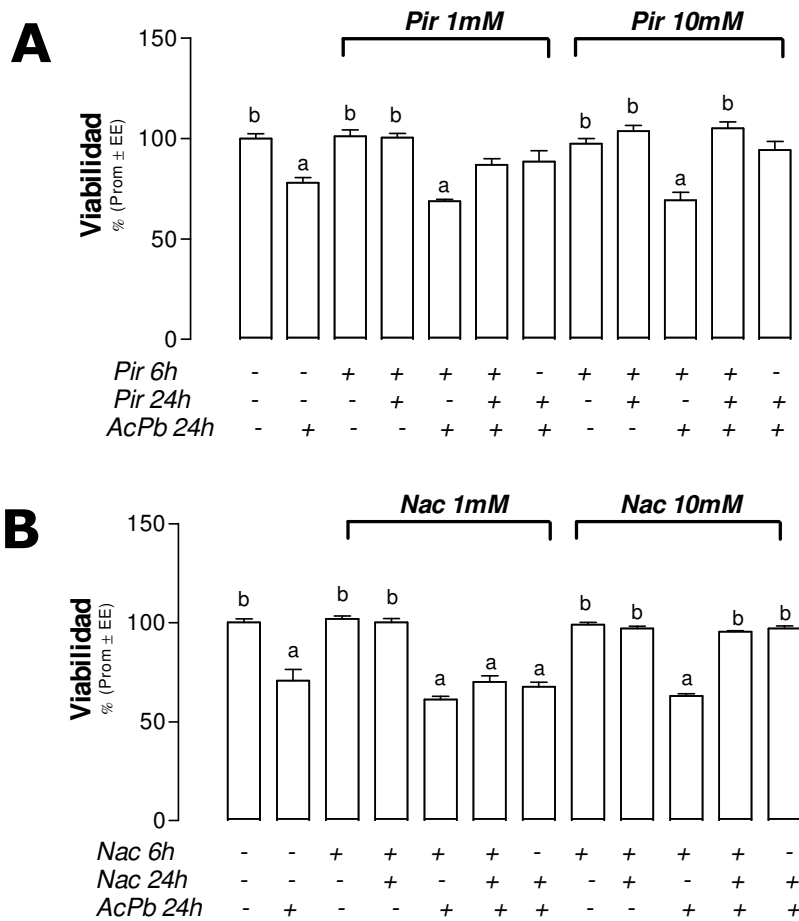 A
Pir 1mM Pir 10mM
150
100
50
0
Viabilidad
% (Prom ± EE)
b a b b a b b a b
Pir 6h - - + + + + - + + + + -
Pir 24h - - - + - + + - + - + +
AcPb 24h - + - - + + + - - + + +
B
Nac 1mM Nac 10mM
150
100
50
0
Viabilidad
% (Prom ± EE)
b a b b a a a b b a b b
Nac 6h - - + + + + - + + + + -
Nac 24h - - - + - + + - + - + +
AcPb 24h - + - - + + + - - + + +